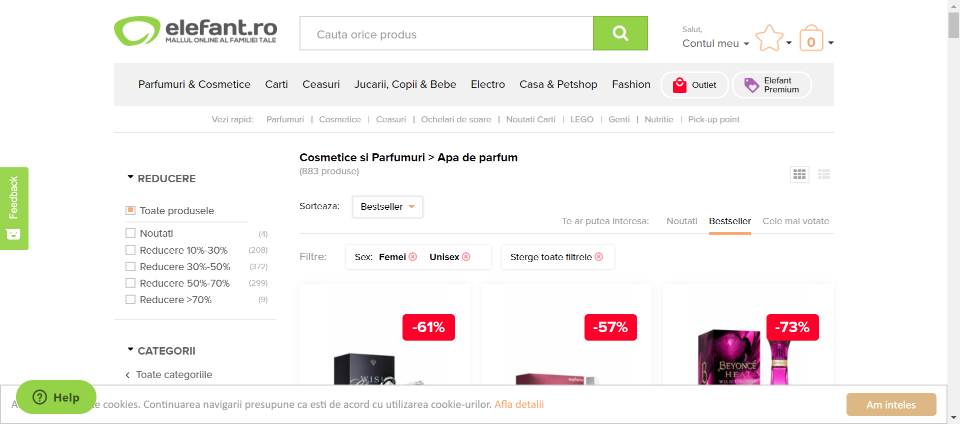 elefant.ro
MALLUL ONLINE AL FAMILIEI TALE
Cauta orice produs
Salut,
Contul meu
0
Parfumuri & Cosmetice Carti Ceasuri Jucarii, Copii & Bebe Electro Casa & Petshop Fashion Outlet Elefant Premium
Vezi rapid: Parfumuri | Cosmetice | Ceasuri | Ochelari de soare | Noutati Carti | LEGO | Genti | Nutritie | Pick-up point
Feedback
REDUCERE
Toate produsele
Noutati (4)
Reducere 10%-30% (208)
Reducere 30%-50% (372)
Reducere 50%-70% (299)
Reducere >70% (9)
CATEGORII
Toate categoriile
Cosmetice si Parfumuri > Apa de parfum
(883 produse)
Sorteaza: Bestseller
Te-ar putea interesa: Noutati Bestseller Cele mai votate
Filtre: Sex: Femei Unisex Sterge toate filtrele
-61%
-57%
-73%
BEYONCÉ
HEAT
Help
te cookies. Continuarea navigarii presupune ca esti de acord cu utilizarea cookie-urilor. Afla detalii
Am inteles